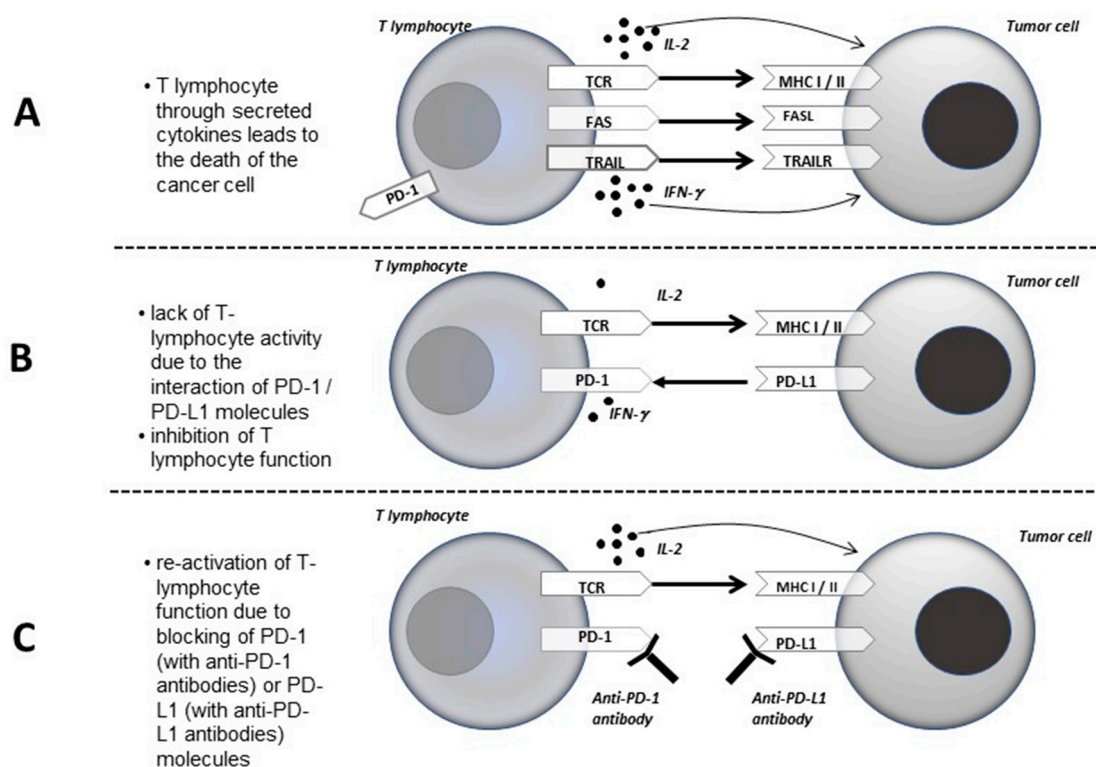 T lymphocyte
Tumor cell
IL-2
A
• T lymphocyte
through secreted
cytokines leads to
the death of the
cancer cell
TCR
MHC I / II
FAS
FASL
TRAIL
TRAILR
PD-1
IFN-γ
T lymphocyte
Tumor cell
B
• lack of T-
lymphocyte activity
due to the
interaction of PD-1 /
PD-L1 molecules
• inhibition of T
lymphocyte function
IL-2
TCR
MHC I / II
PD-1
PD-L1
IFN-γ
T lymphocyte
Tumor cell
C
• re-activation of T-
lymphocyte
function due to
blocking of PD-1
(with anti-PD-1
antibodies) or PD-
L1 (with anti-PD-
L1 antibodies)
molecules
IL-2
TCR
MHC I / II
PD-1
PD-L1
Anti-PD-1
antibody
Anti-PD-L1
antibody